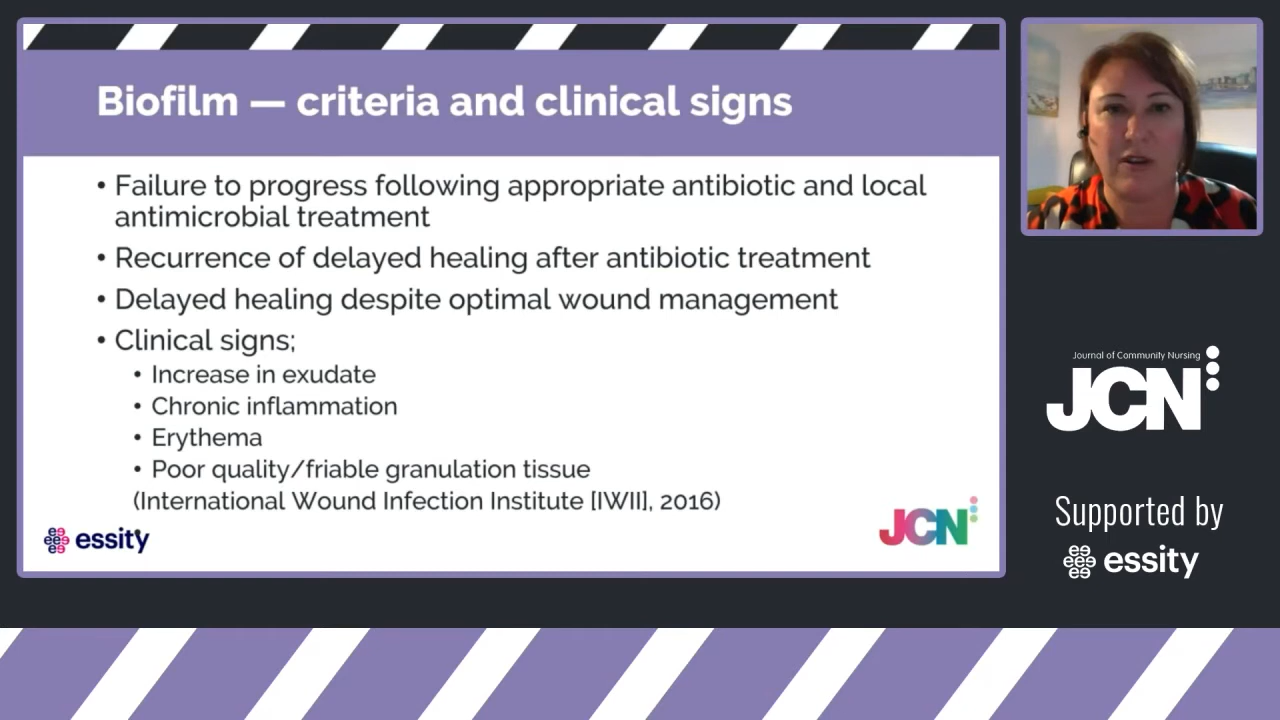 Biofilm — criteria and clinical signs
• Failure to progress following appropriate antibiotic and local
antimicrobial treatment
• Recurrence of delayed healing after antibiotic treatment
• Delayed healing despite optimal wound management
• Clinical signs;
• Increase in exudate
• Chronic inflammation
• Erythema
• Poor quality/friable granulation tissue
(International Wound Infection Institute [IWII], 2016)
essity
JCN
Journal of Community Nursing
JCN
Supported by
essity